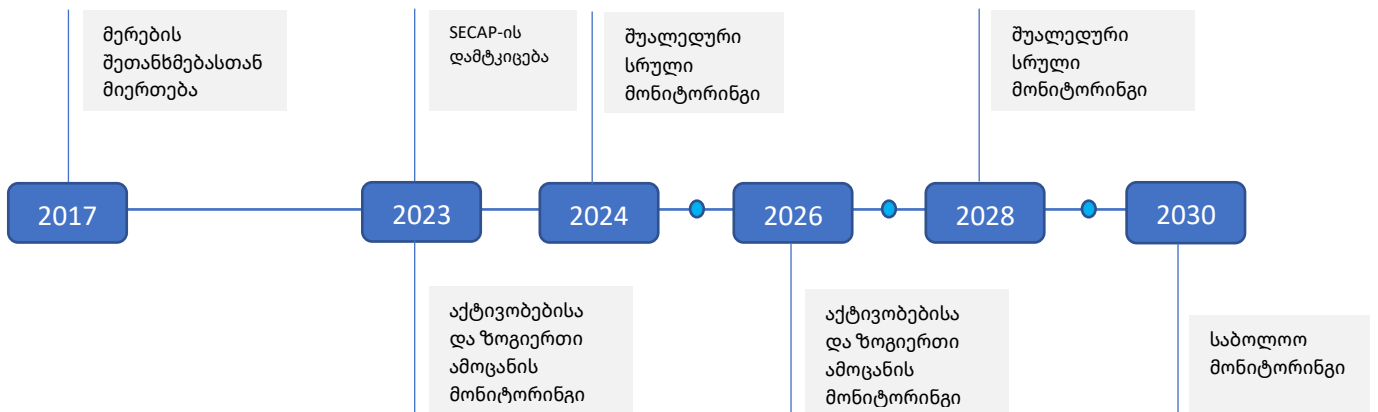 მერების
შეთანხმებასთან
მიერთება
SECAP-ის
დამტკიცება
შუალედური
სრული
მონიტორინგი
შუალედური
სრული
მონიტორინგი
2017
2023
2024
2026
2028
2030
აქტივობებისა
და ზოგიერთი
ამოცანის
მონიტორინგი
აქტივობებისა
და ზოგიერთი
ამოცანის
მონიტორინგი
საბოლოო
მონიტორინგი